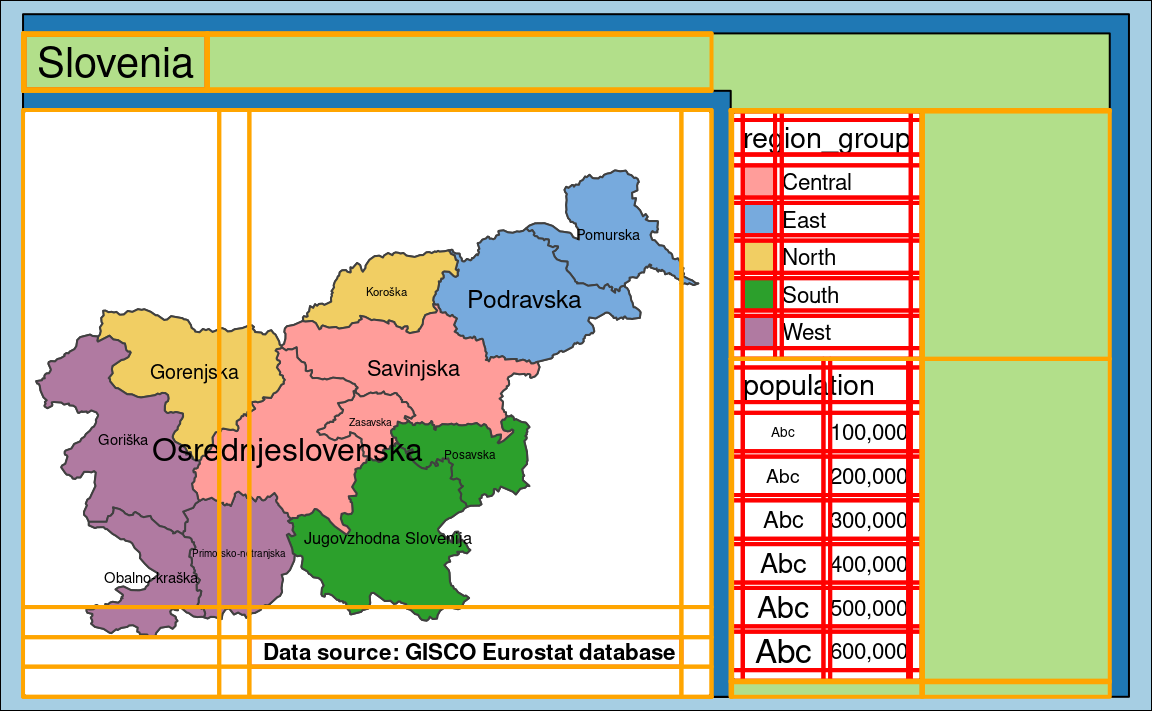 Slovenia
Pomurska
Koroška
Podravska
Gorenjska
Savinjska
Zasavska
Goriška
Osrednjeslovenska
Posavska
Jugovzhodna Slovenija
Primorsko-notranjska
Obalno-kraška
Data source: GISCO Eurostat database
region_group
Central
East
North
South
West
population
Abc 100,000
Abc 200,000
Abc 300,000
Abc 400,000
Abc 500,000
Abc 600,000